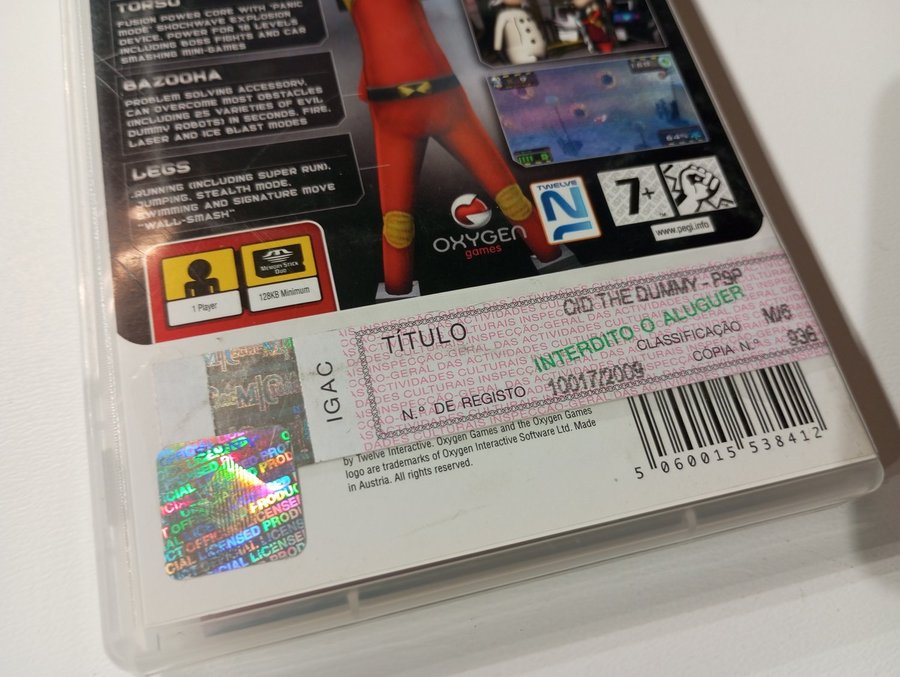 TORSO
FUSION POWER CORE WITH "PANIC
MODE" SHOCKWAVE EXPLOSION
DEVICE. POWER FOR 18 LEVELS
INCLUDING BOSS FIGHTS AND CAR
SMASHING MINI-GAMES
BAZOOKA
PROBLEM SOLVING ACCESSORY.
CAN OVERCOME MOST OBSTACLES
(INCLUDING 25 VARIETIES OF EVIL
DUMMY ROBOTS) IN SECONDS. FIRE,
LASER AND ICE BLAST MODES
LEGS
RUNNING (INCLUDING SUPER RUN),
JUMPING, STEALTH MODE,
SWIMMING AND SIGNATURE MOVE
"WALL-SMASH"
OXYGEN
games
TWELVE
12
7+
www.pegi.info
1 Player
MEMORY STICK
DUO
128KB Minimum
IGAC
TÍTULO
CID THE DUMMY - PSP
INTERDITO O ALUGUER
CLASSIFICAÇÃO
M/6
N.º DE REGISTO
10017/2009
CÓPIA N.º
936
by Twelve Interactive. Oxygen Games and the Oxygen Games
logo are trademarks of Oxygen Interactive Software Ltd. Made
in Austria. All rights reserved.
5 060015 538412